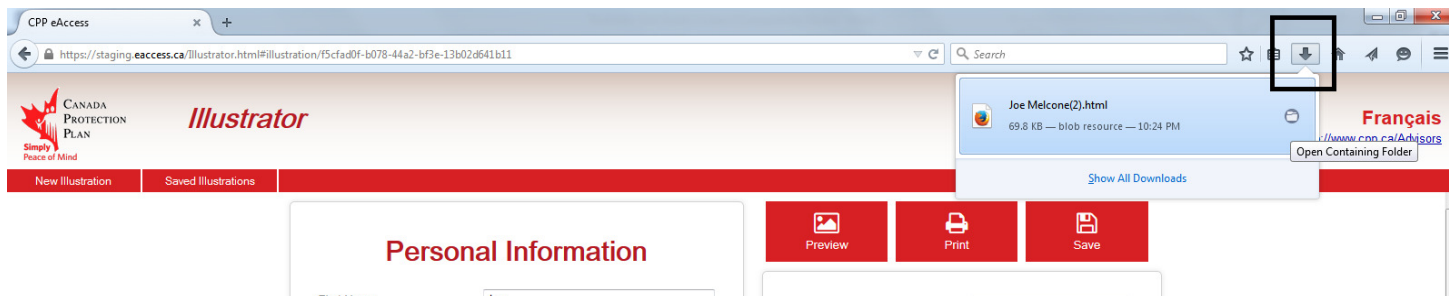 CPP eAccess
https://staging.eaccess.ca/Illustrator.html#illustration/f5cfad0f-b078-44a2-bf3e-13b02d641b11
Search
Joe Melcone(2).html
69.8 KB — blob resource — 10:24 PM
Open Containing Folder
Show All Downloads
CANADA
PROTECTION
PLAN
Simply
Peace of Mind
Illustrator
Français
//www.cpp.ca/Advisors
New Illustration
Saved Illustrations
Personal Information
Preview
Print
Save